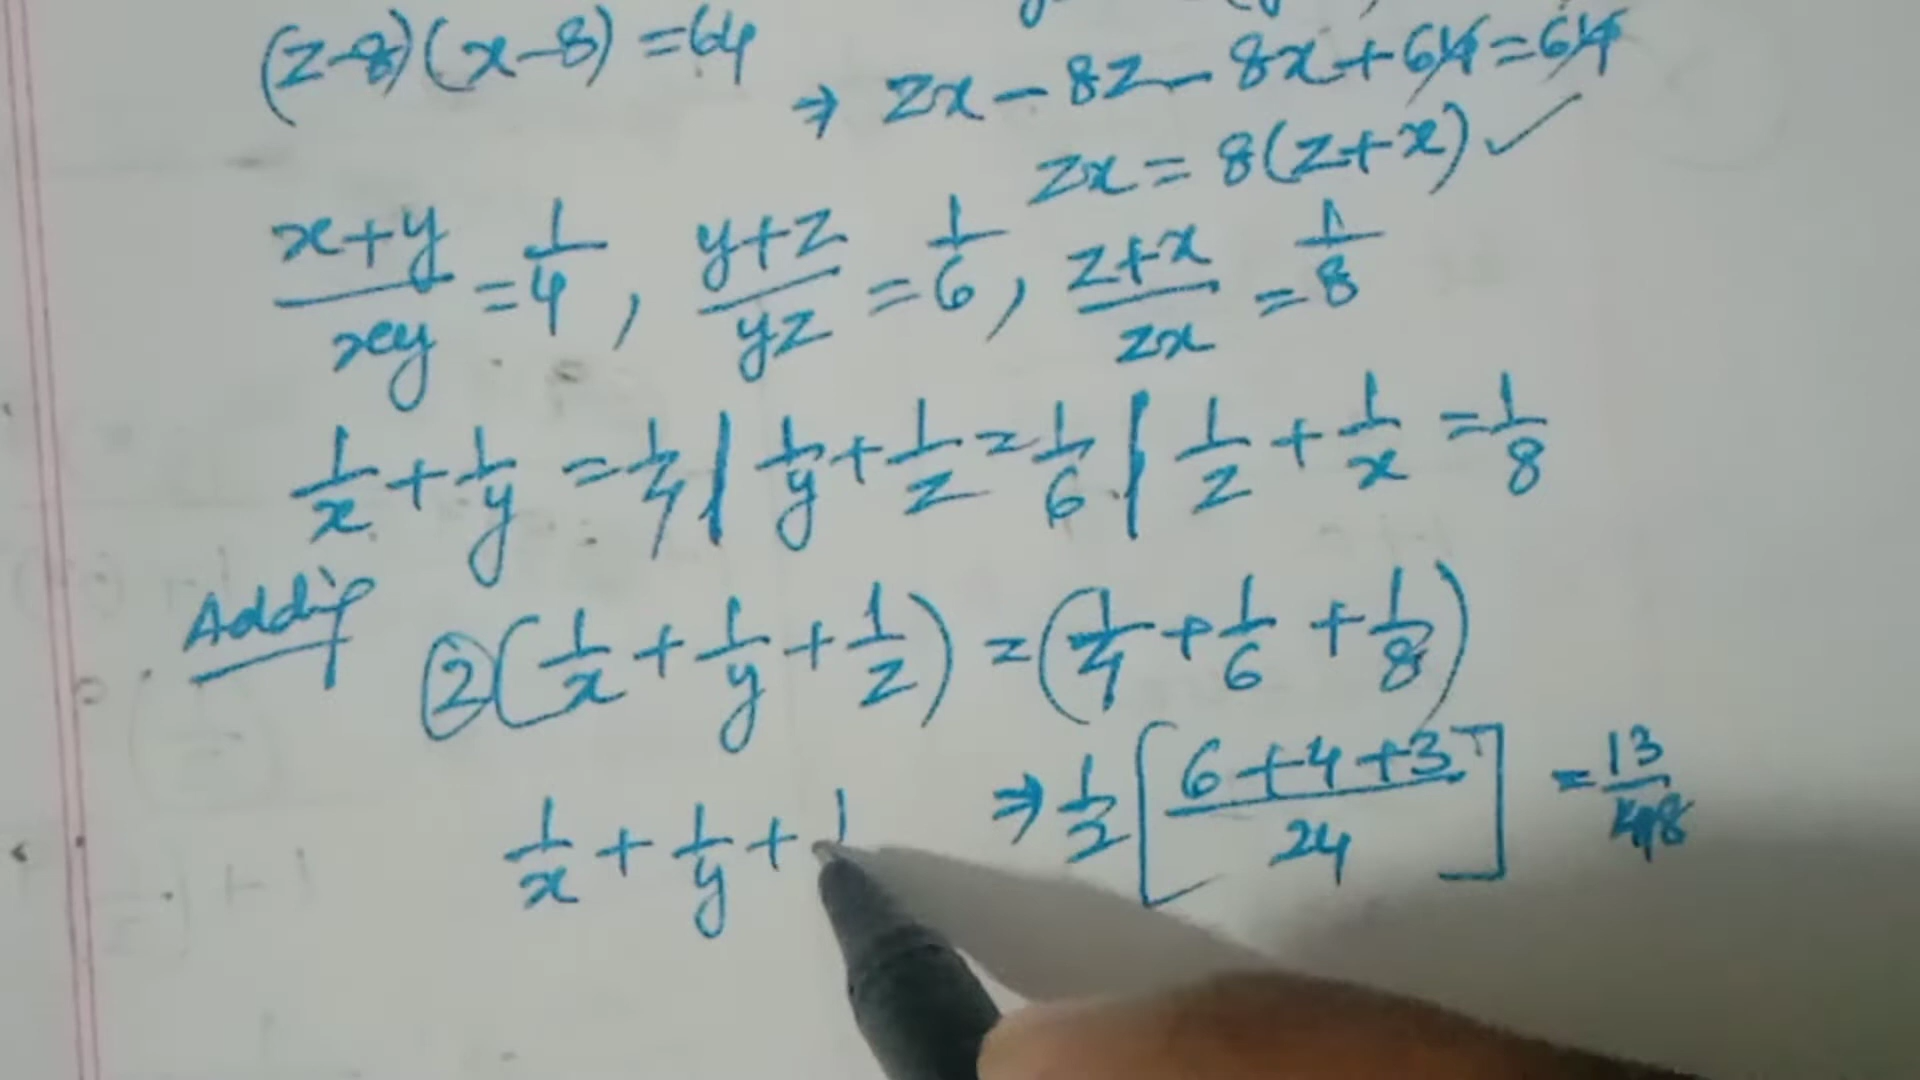 (z-8)(x-8) = 64
⇒ zx - 8z - 8x + 64 = 64
zx = 8(z+x) ✓
x+y/xy = 1/4 , y+z/yz = 1/6 , z+x/zx = 1/8
1/x + 1/y = 1/4 | 1/y + 1/z = 1/6 | 1/z + 1/x = 1/8
Adding 2(1/x + 1/y + 1/z) = (1/4 + 1/6 + 1/8)
1/x + 1/y + 1 ⇒ 1/2 [6+4+3/24] = 13/48